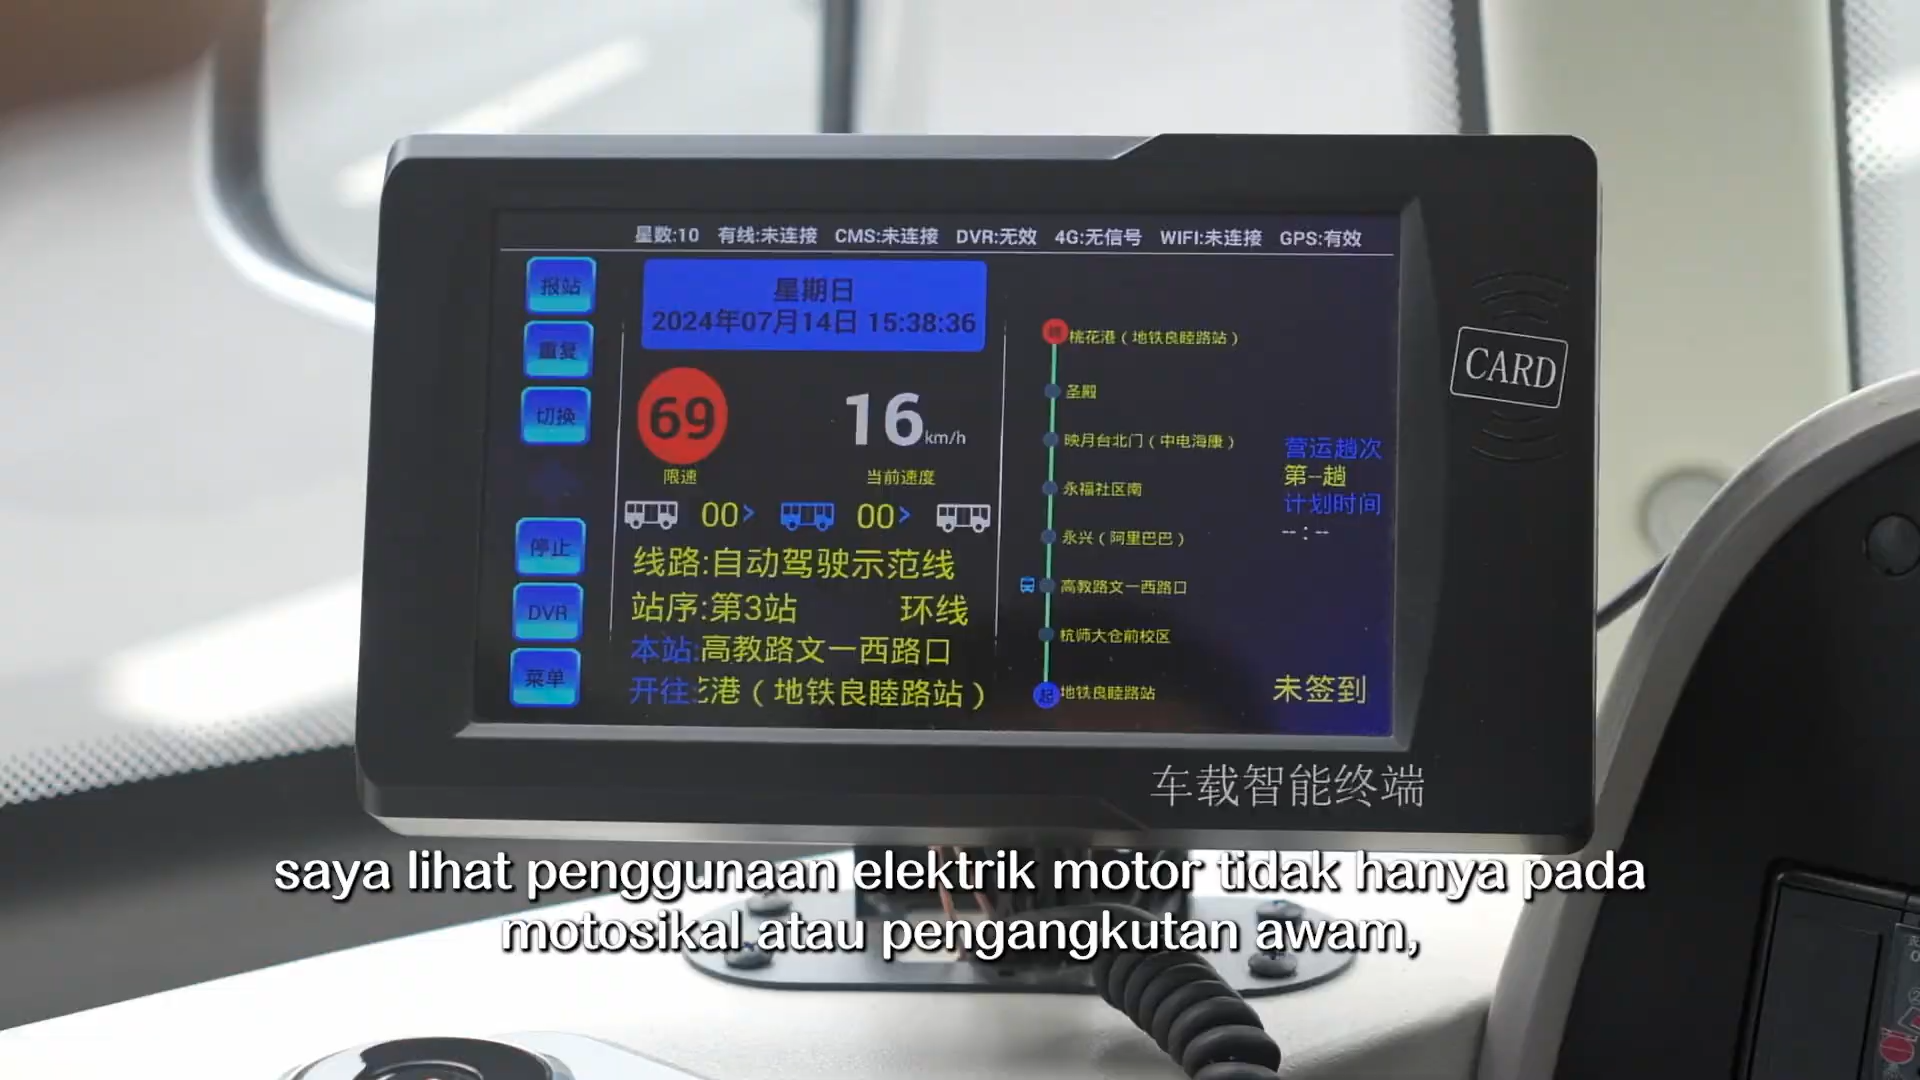 星数:10 有线:未连接 CMS:未连接 DVR:无效 4G:无信号 WIFI:未连接 GPS:有效
报站
重复
切换
停止
DVR
菜单
星期日
2024年07月14日 15:38:36
69
限速
16 km/h
当前速度
00> 00>
线路:自动驾驶示范线
站序:第3站 环线
本站:高教路文一西路口
开往:港（地铁良睦路站）
桃花港（地铁良睦路站）
圣殿
映月台北门（中电海康）
永福社区南
永兴（阿里巴巴）
高教路文一西路口
杭师大仓前校区
起 地铁良睦路站
营运趟次
第一趟
计划时间
--:--
未签到
CARD
车载智能终端
saya lihat penggunaan elektrik motor tidak hanya pada
motosikal atau pengangkutan awam,